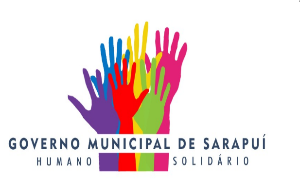 GOVERNO MUNICIPAL DE SARAPUÍ
HUMANO SOLIDÁRIO